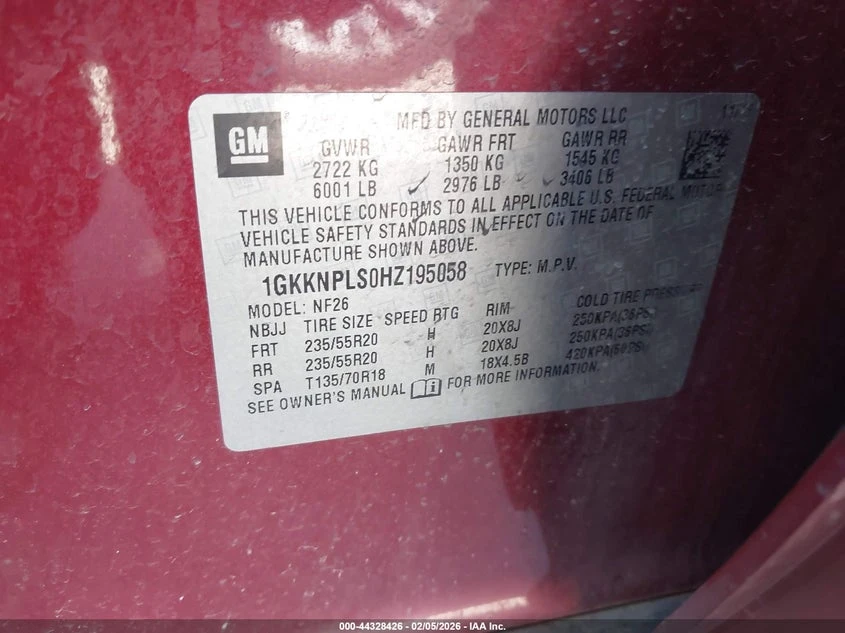 GM
MFD BY GENERAL MOTORS LLC
GVWR GAWR FRT GAWR RR
2722 KG 1350 KG 1545 KG
6001 LB 2976 LB 3406 LB
THIS VEHICLE CONFORMS TO ALL APPLICABLE U.S. FEDERAL MOTOR
VEHICLE SAFETY STANDARDS IN EFFECT ON THE DATE OF
MANUFACTURE SHOWN ABOVE.
1GKKNPLS0HZ195058 TYPE: M.P.V.
MODEL: NF26
NBJJ TIRE SIZE SPEED RTG RIM COLD TIRE
FRT 235/55R20 H 20X8J 250KPA(36PSI)
RR 235/55R20 H 20X8J 250KPA(36PSI)
SPA T135/70R18 M 18X4.5B 420KPA(60PSI)
SEE OWNER'S MANUAL FOR MORE INFORMATION.
000-44328426 - 02/05/2026 - IAA Inc.